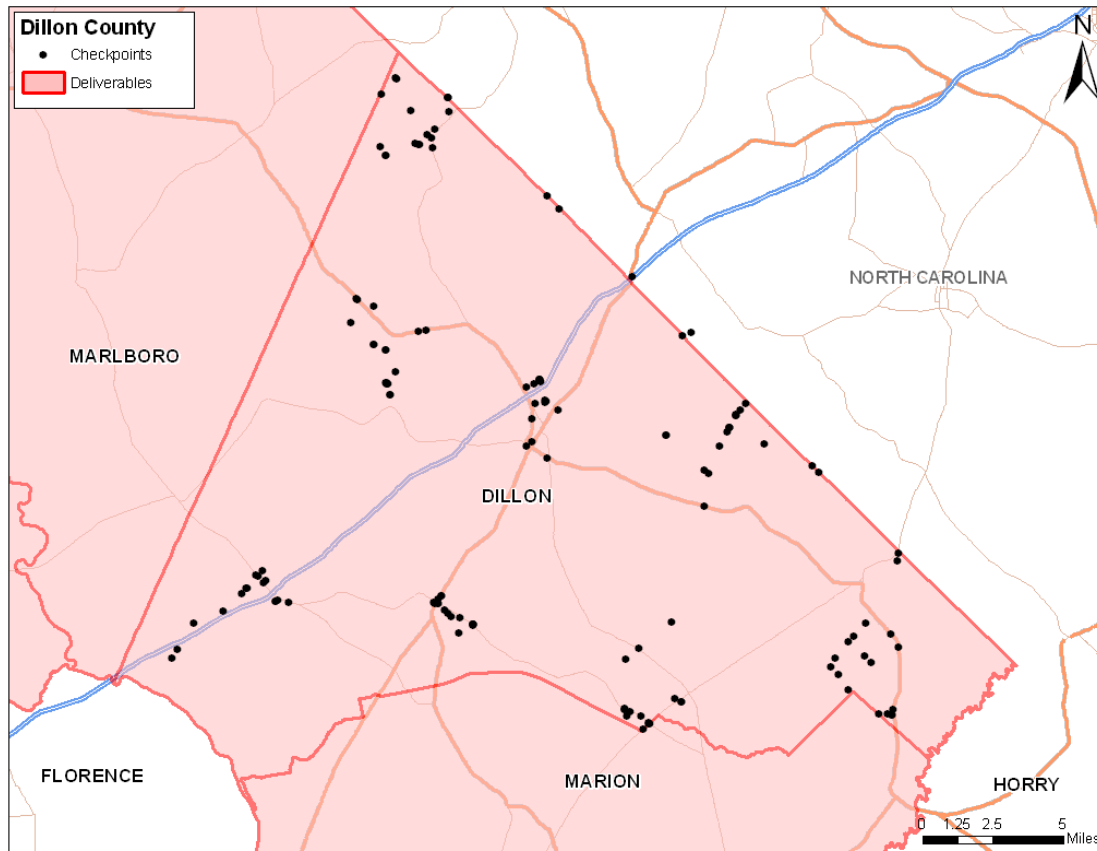 Dillon County
Checkpoints
Deliverables
N
NORTH CAROLINA
MARLBORO
DILLON
FLORENCE
MARION
HORRY
0 1.25 2.5 5
Miles